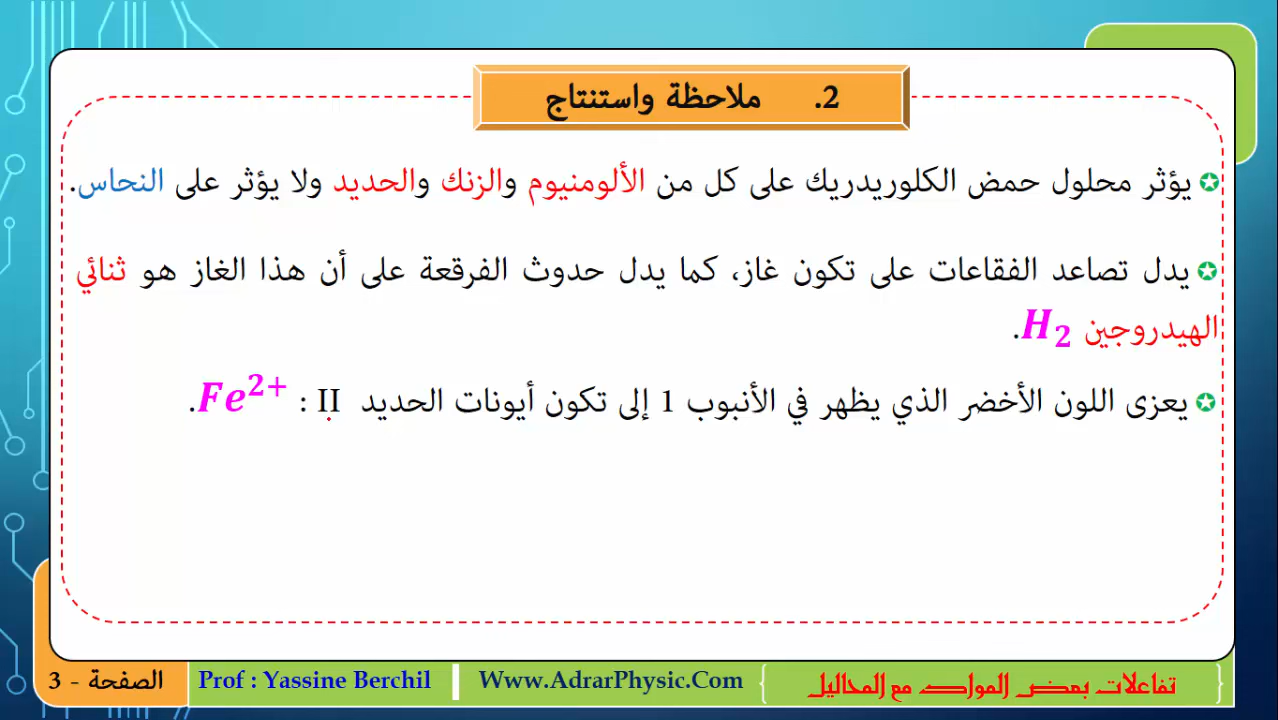 2. ملاحظة واستنتاج
يؤثر محلول حمض الكلوريدريك على كل من الألومنيوم والزنك والحديد ولا يؤثر على النحاس.
يدل تصاعد الفقاعات على تكون غاز، كما يدل حدوث الفرقعة على أن هذا الغاز هو ثنائي
الهيدروجين H₂.
يعزى اللون الأخضر الذي يظهر في الأنبوب 1 إلى تكون أيونات الحديد II : Fe²⁺.
تفاعلات بعض المواد مع المحاليل
Www.AdrarPhysic.Com
Prof : Yassine Berchil
الصفحة - 3